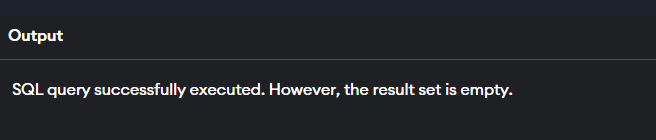 Output
SQL query successfully executed. However, the result set is empty.